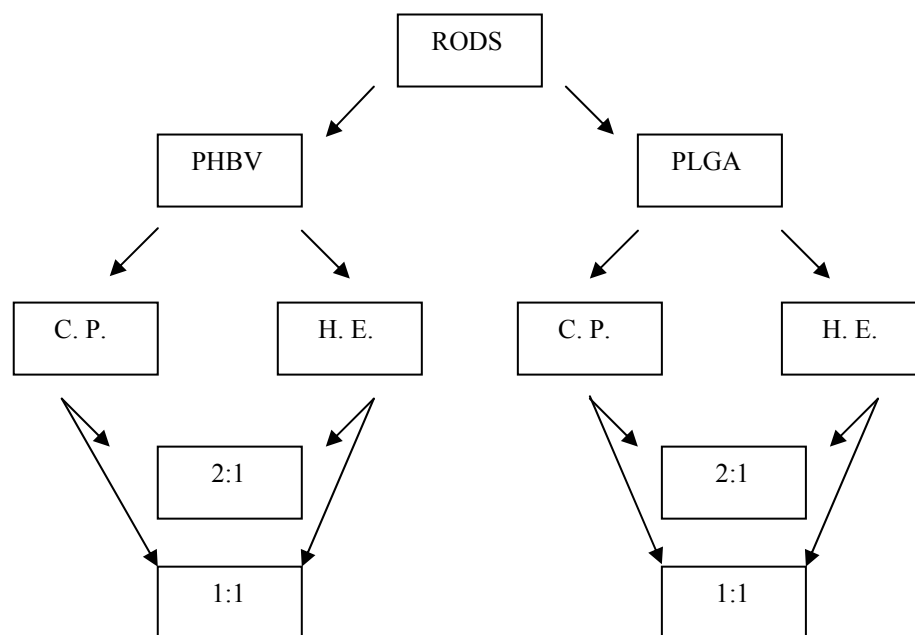 RODS
PHBV
PLGA
C. P.
H. E.
C. P.
H. E.
2:1
2:1
1:1
1:1